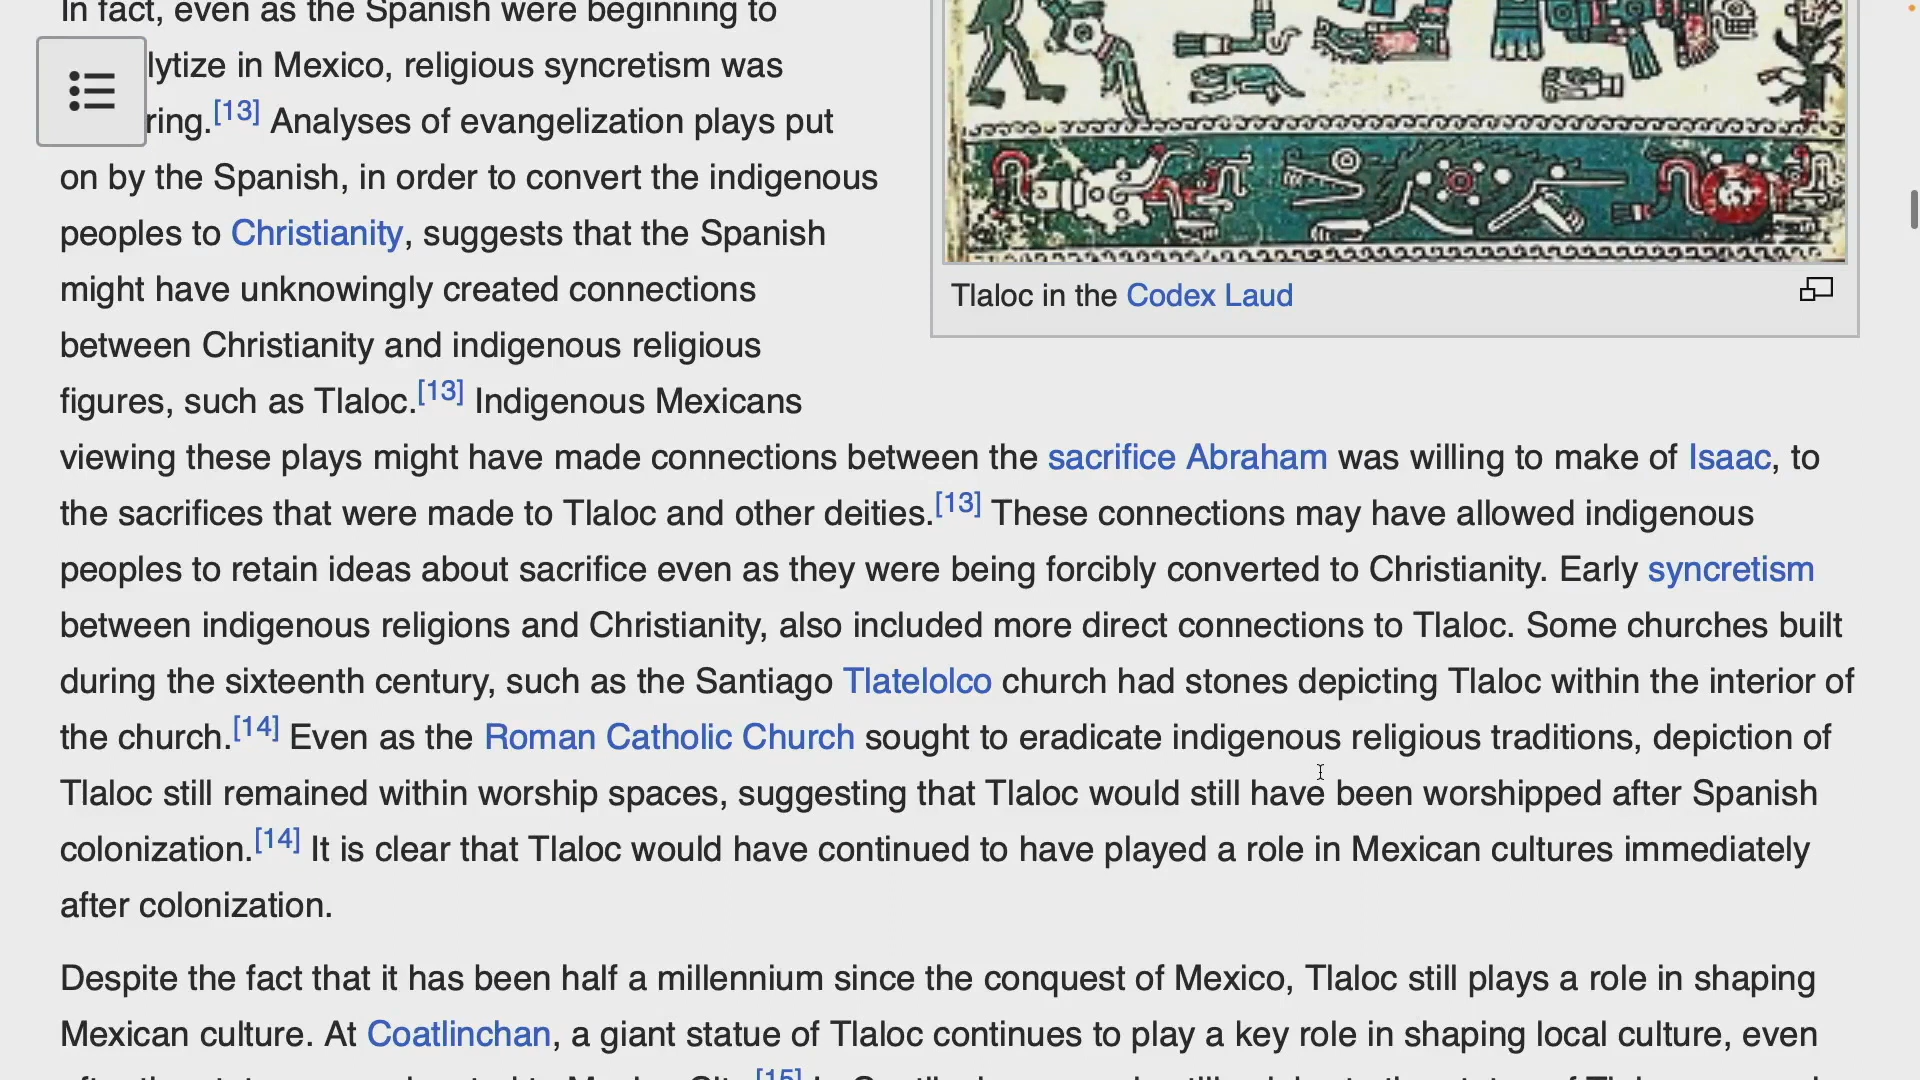 In fact, even as the Spanish were beginning to
lytize in Mexico, religious syncretism was
ring.[13] Analyses of evangelization plays put
on by the Spanish, in order to convert the indigenous
peoples to Christianity, suggests that the Spanish
might have unknowingly created connections
between Christianity and indigenous religious
figures, such as Tlaloc.[13] Indigenous Mexicans
Tlaloc in the Codex Laud
viewing these plays might have made connections between the sacrifice Abraham was willing to make of Isaac, to
the sacrifices that were made to Tlaloc and other deities.[13] These connections may have allowed indigenous
peoples to retain ideas about sacrifice even as they were being forcibly converted to Christianity. Early syncretism
between indigenous religions and Christianity, also included more direct connections to Tlaloc. Some churches built
during the sixteenth century, such as the Santiago Tlatelolco church had stones depicting Tlaloc within the interior of
the church.[14] Even as the Roman Catholic Church sought to eradicate indigenous religious traditions, depiction of
Tlaloc still remained within worship spaces, suggesting that Tlaloc would still have been worshipped after Spanish
colonization.[14] It is clear that Tlaloc would have continued to have played a role in Mexican cultures immediately
after colonization.
Despite the fact that it has been half a millennium since the conquest of Mexico, Tlaloc still plays a role in shaping
Mexican culture. At Coatlinchan, a giant statue of Tlaloc continues to play a key role in shaping local culture, even
[15]